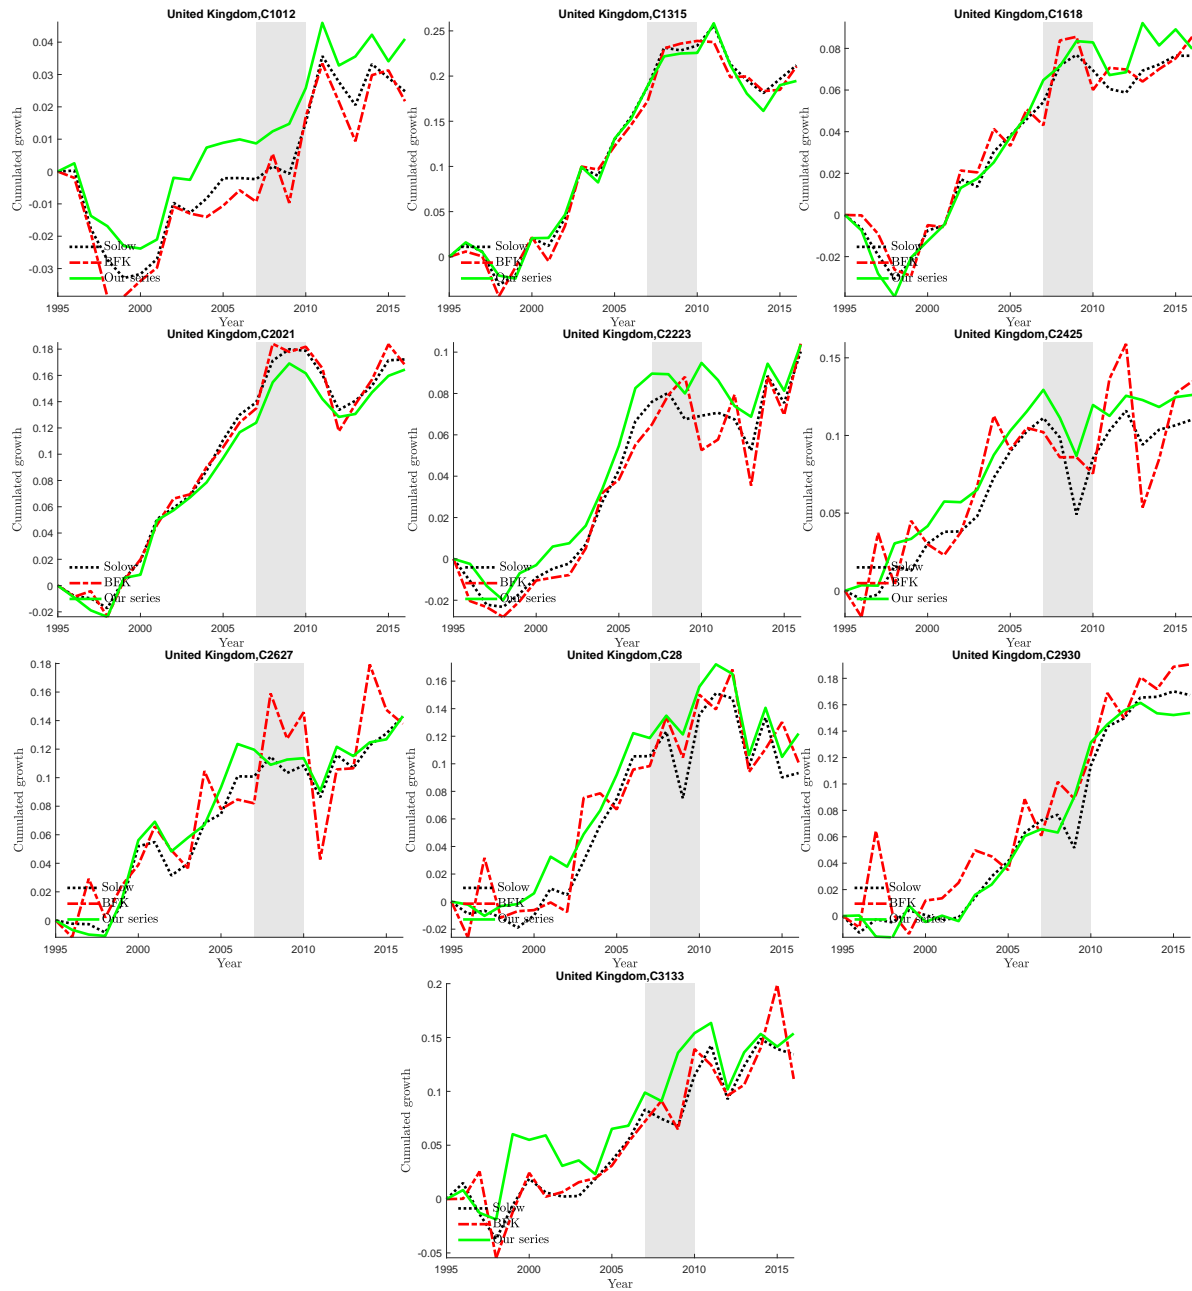 United Kingdom,C1012
Cumulated growth
0.04
0.03
0.02
0.01
0
-0.01
-0.02
-0.03
Solow
BFK
Our series
1995 2000 2005 2010 2015
Year
United Kingdom,C1315
Cumulated growth
0.25
0.2
0.15
0.1
0.05
0
Solow
BFK
Our series
1995 2000 2005 2010 2015
Year
United Kingdom,C1618
Cumulated growth
0.08
0.06
0.04
0.02
0
-0.02
Solow
BFK
Our series
1995 2000 2005 2010 2015
Year
United Kingdom,C2021
Cumulated growth
0.18
0.16
0.14
0.12
0.1
0.08
0.06
0.04
0.02
0
-0.02
Solow
BFK
Our series
1995 2000 2005 2010 2015
Year
United Kingdom,C2223
Cumulated growth
0.1
0.08
0.06
0.04
0.02
0
-0.02
Solow
BFK
Our series
1995 2000 2005 2010 2015
Year
United Kingdom,C2425
Cumulated growth
0.15
0.1
0.05
0
Solow
BFK
Our series
1995 2000 2005 2010 2015
Year
United Kingdom,C2627
Cumulated growth
0.18
0.16
0.14
0.12
0.1
0.08
0.06
0.04
0.02
0
Solow
BFK
Our series
1995 2000 2005 2010 2015
Year
United Kingdom,C28
Cumulated growth
0.16
0.14
0.12
0.1
0.08
0.06
0.04
0.02
0
-0.02
Solow
BFK
Our series
1995 2000 2005 2010 2015
Year
United Kingdom,C2930
Cumulated growth
0.18
0.16
0.14
0.12
0.1
0.08
0.06
0.04
0.02
0
Solow
BFK
Our series
1995 2000 2005 2010 2015
Year
United Kingdom,C3133
Cumulated growth
0.2
0.15
0.1
0.05
0
-0.05
Solow
BFK
Our series
1995 2000 2005 2010 2015
Year